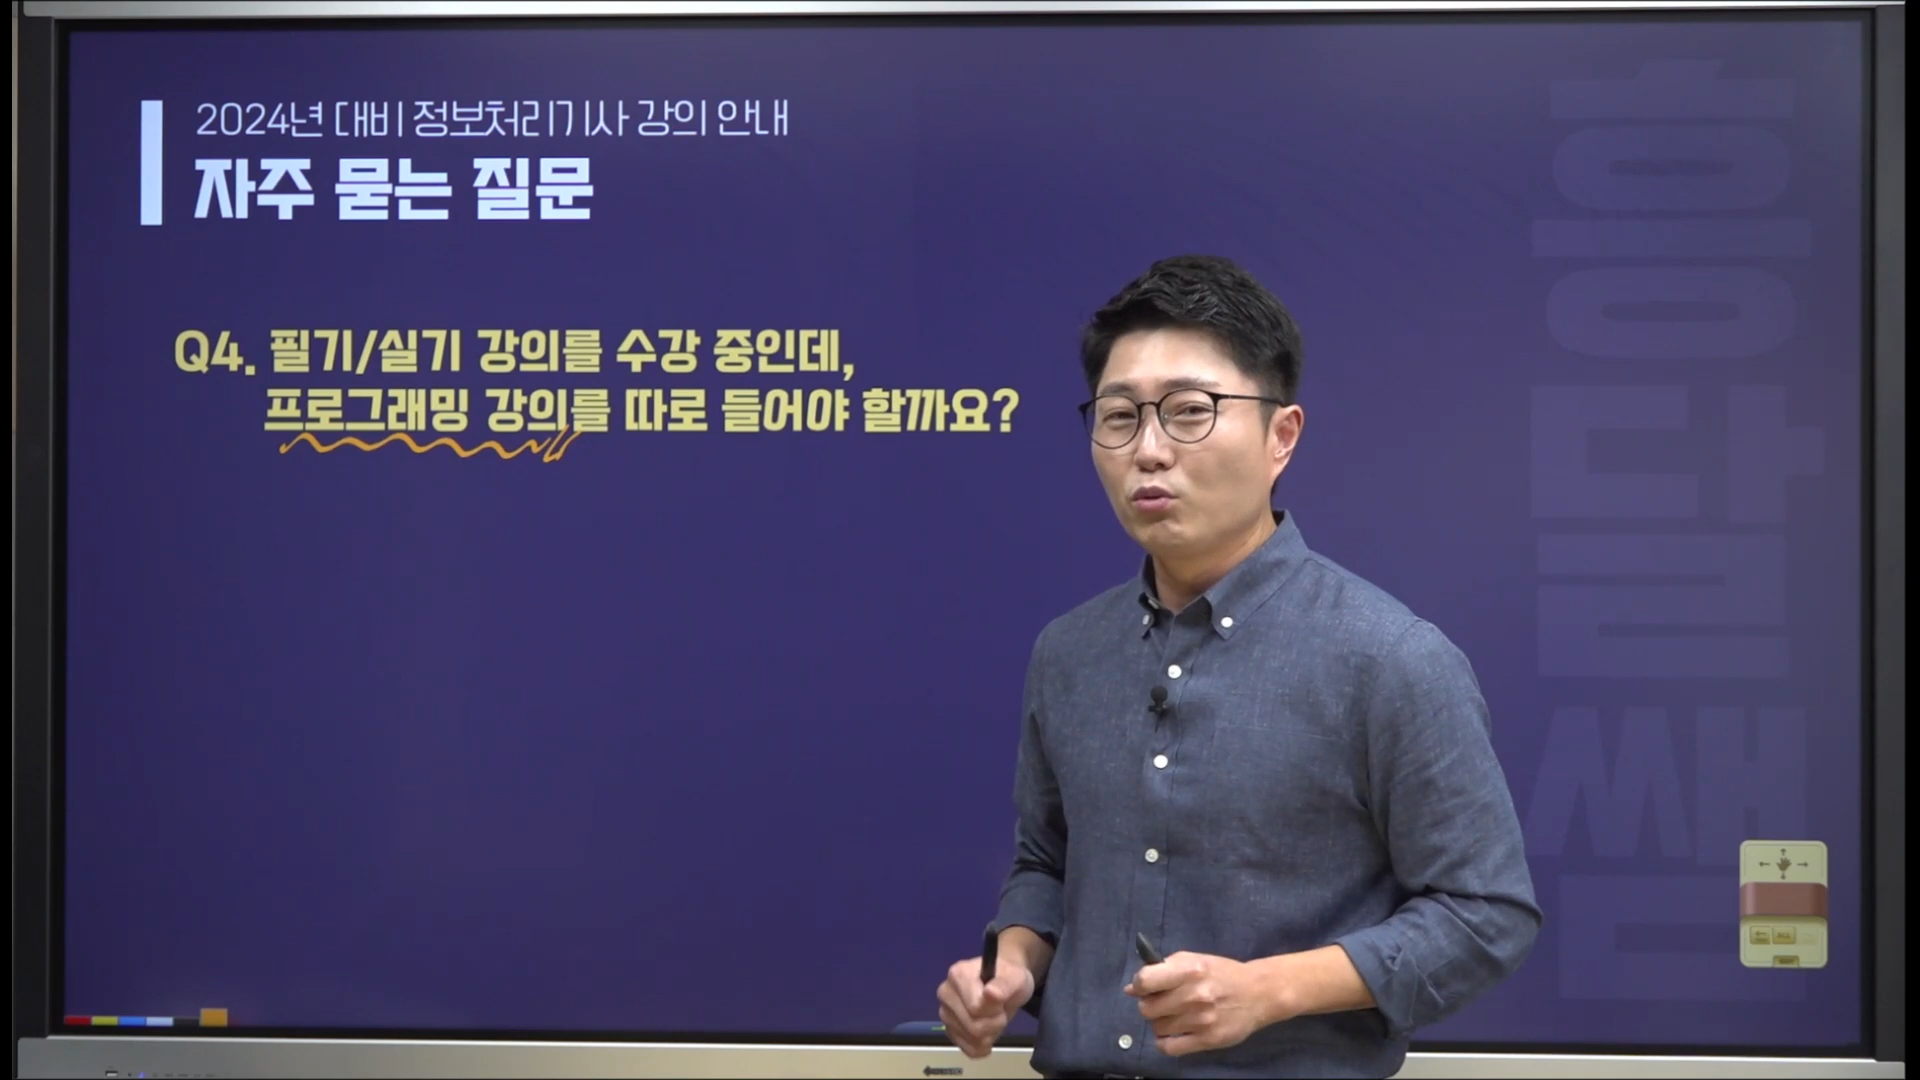 2024년 대비 정보처리기사 강의 안내
자주 묻는 질문
Q4. 필기/실기 강의를 수강 중인데,
프로그래밍 강의를 따로 들어야 할까요?
ALL